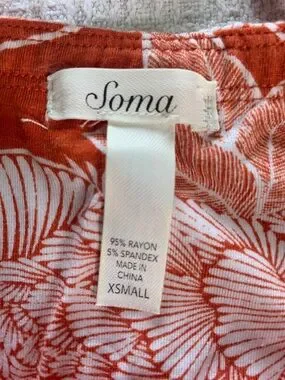 Soma
95% RAYON
5% SPANDEX
MADE IN
CHINA
XSMALL